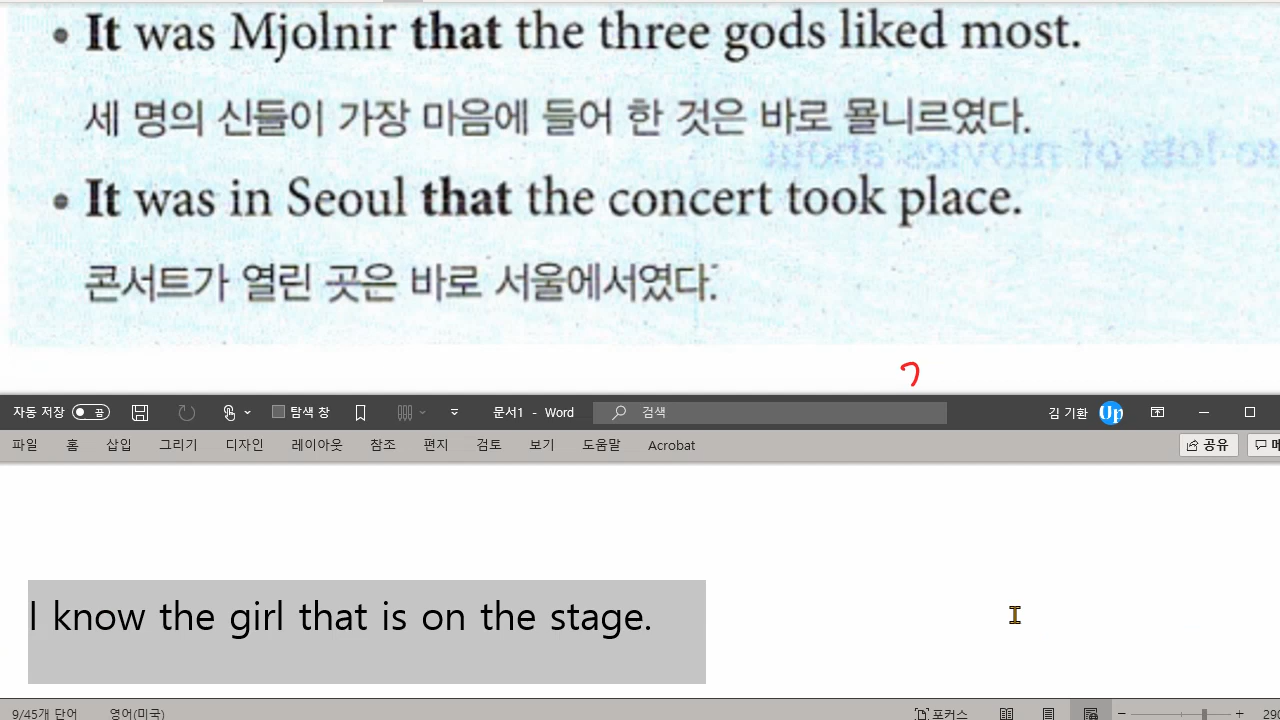 • It was Mjolnir that the three gods liked most.
세 명의 신들이 가장 마음에 들어 한 것은 바로 묠니르였다.
• It was in Seoul that the concert took place.
콘서트가 열린 곳은 바로 서울에서였다.
자동 저장 끔 탐색 창 문서1 - Word 검색 김 기환 Up
파일 홈 삽입 그리기 디자인 레이아웃 참조 편지 검토 보기 도움말 Acrobat 공유
I know the girl that is on the stage.
9/45개 단어 영어(미국) 포커스